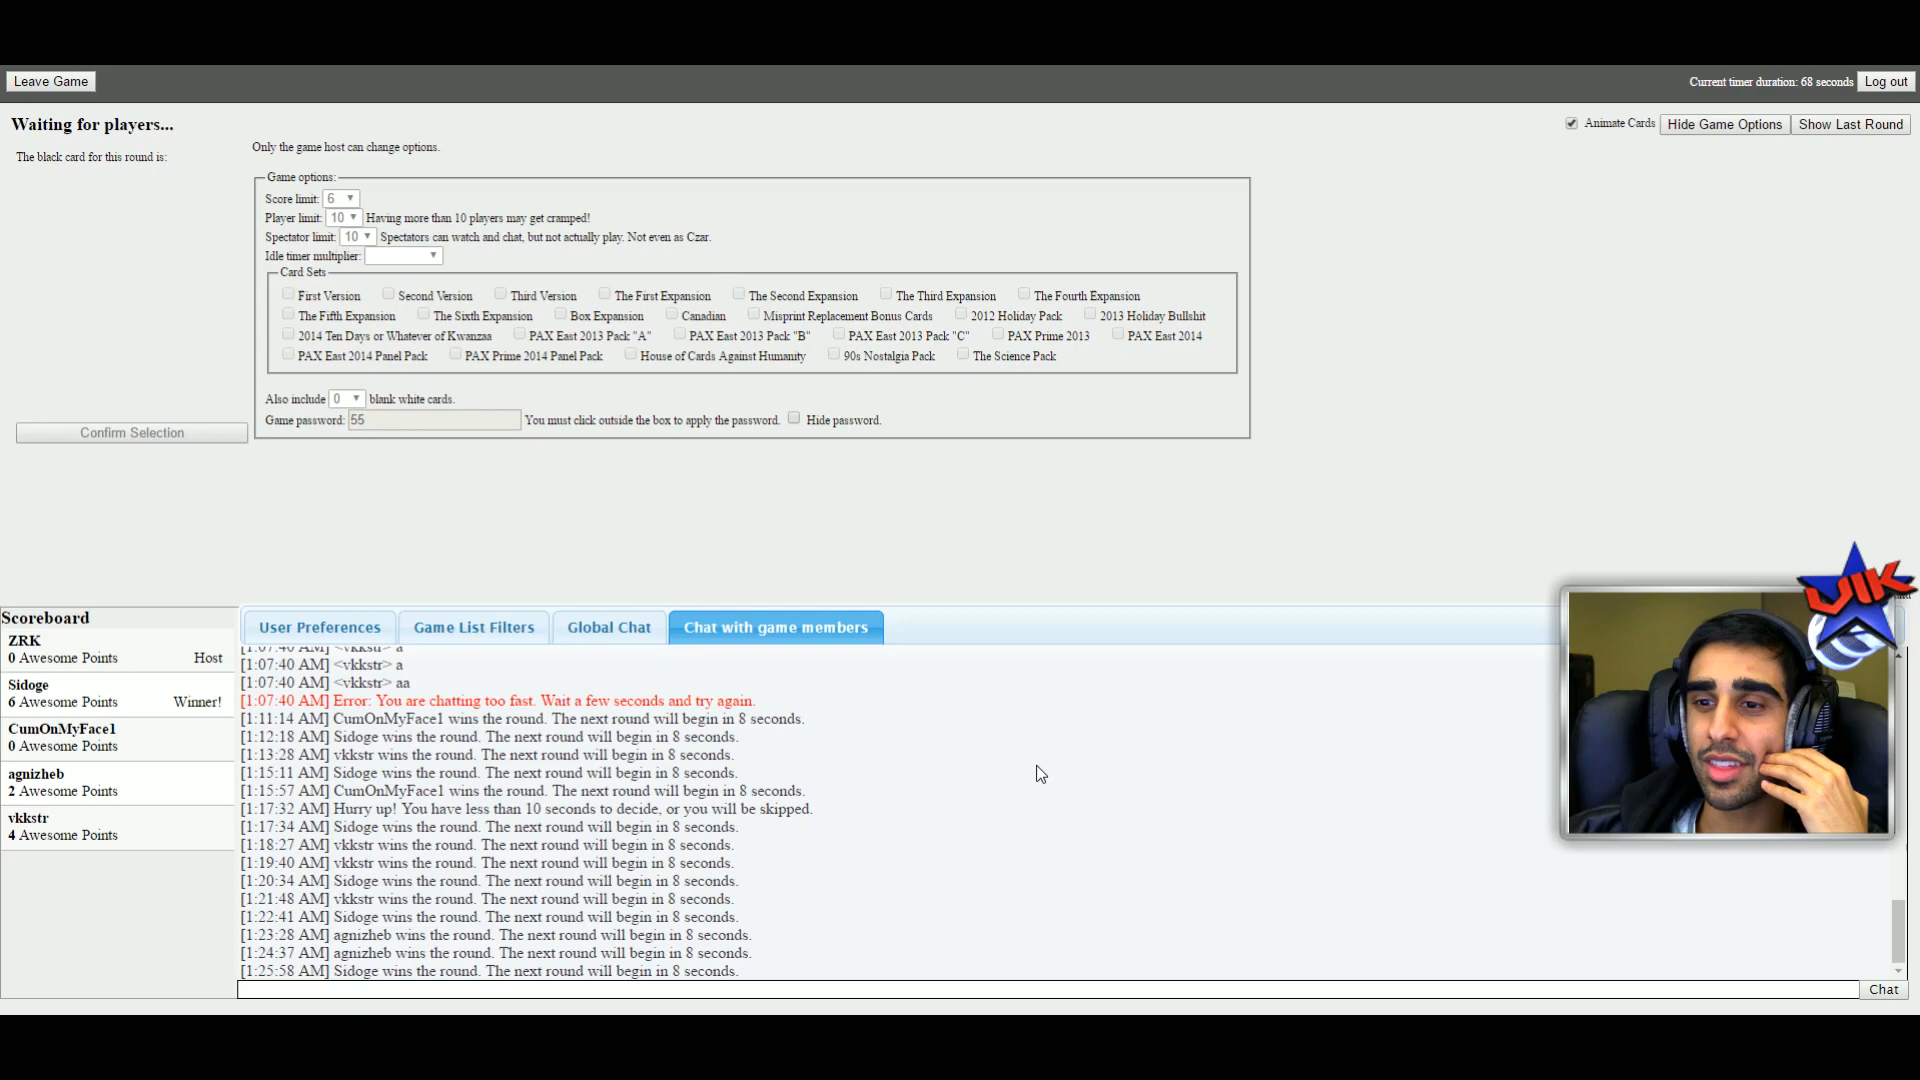 Leave Game
Current timer duration: 68 seconds Log out
Waiting for players...
Animate Cards Hide Game Options Show Last Round
The black card for this round is:
Only the game host can change options.
Game options:
Score limit: 6
Player limit: 10 Having more than 10 players may get cramped!
Spectator limit: 10 Spectators can watch and chat, but not actually play. Not even as Czar.
Idle timer multiplier:
Card Sets
First Version Second Version Third Version The First Expansion The Second Expansion The Third Expansion The Fourth Expansion
The Fifth Expansion The Sixth Expansion Box Expansion Canadian Misprint Replacement Bonus Cards 2012 Holiday Pack 2013 Holiday Bullshit
2014 Ten Days or Whatever of Kwanzaa PAX East 2013 Pack "A" PAX East 2013 Pack "B" PAX East 2013 Pack "C" PAX Prime 2013 PAX East 2014
PAX East 2014 Panel Pack PAX Prime 2014 Panel Pack House of Cards Against Humanity 90s Nostalgia Pack The Science Pack
Also include 0 blank white cards.
Game password: 55 You must click outside the box to apply the password. Hide password.
Confirm Selection
Scoreboard
ZRK
0 Awesome Points Host
Sidoge
6 Awesome Points Winner!
CumOnMyFace1
0 Awesome Points
agnizheb
2 Awesome Points
vkkstr
4 Awesome Points
User Preferences Game List Filters Global Chat Chat with game members
[1:07:40 AM] <vkkstr> a
[1:07:40 AM] <vkkstr> a
[1:07:40 AM] <vkkstr> aa
[1:07:40 AM] Error: You are chatting too fast. Wait a few seconds and try again.
[1:11:14 AM] CumOnMyFace1 wins the round. The next round will begin in 8 seconds.
[1:12:18 AM] Sidoge wins the round. The next round will begin in 8 seconds.
[1:13:28 AM] vkkstr wins the round. The next round will begin in 8 seconds.
[1:15:11 AM] Sidoge wins the round. The next round will begin in 8 seconds.
[1:15:57 AM] CumOnMyFace1 wins the round. The next round will begin in 8 seconds.
[1:17:32 AM] Hurry up! You have less than 10 seconds to decide, or you will be skipped.
[1:17:34 AM] Sidoge wins the round. The next round will begin in 8 seconds.
[1:18:27 AM] vkkstr wins the round. The next round will begin in 8 seconds.
[1:19:40 AM] vkkstr wins the round. The next round will begin in 8 seconds.
[1:20:34 AM] Sidoge wins the round. The next round will begin in 8 seconds.
[1:21:48 AM] vkkstr wins the round. The next round will begin in 8 seconds.
[1:22:41 AM] Sidoge wins the round. The next round will begin in 8 seconds.
[1:23:28 AM] agnizheb wins the round. The next round will begin in 8 seconds.
[1:24:37 AM] agnizheb wins the round. The next round will begin in 8 seconds.
[1:25:58 AM] Sidoge wins the round. The next round will begin in 8 seconds.
Chat
VIK